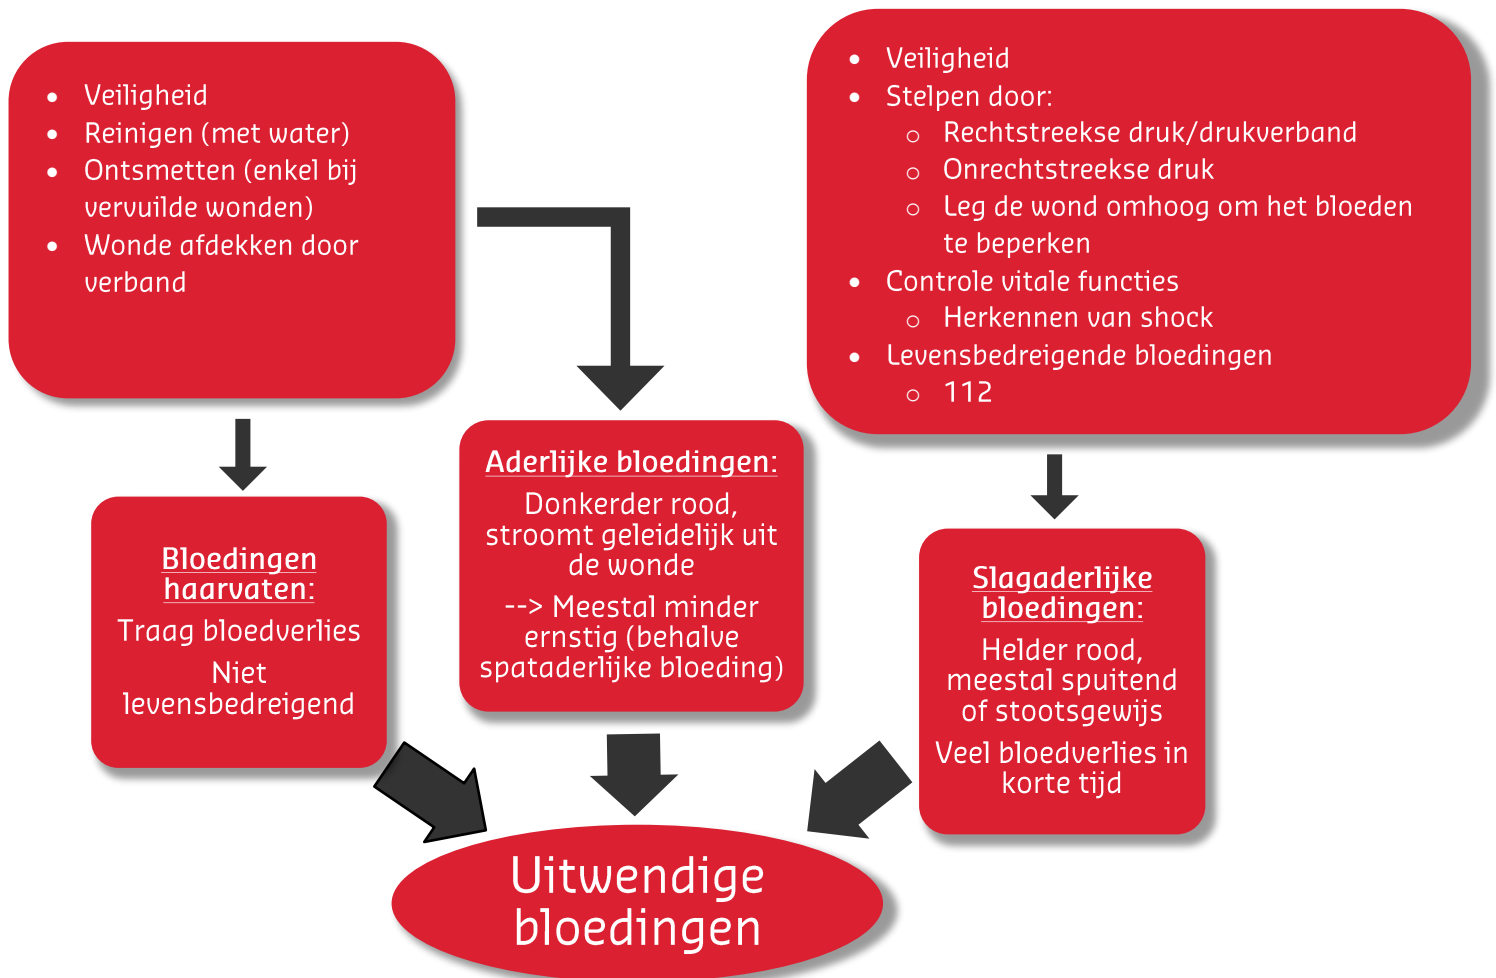 • Veiligheid
• Reinigen (met water)
• Ontsmetten (enkel bij
vervuilde wonden)
• Wonde afdekken door
verband
• Veiligheid
• Stelpen door:
o Rechtstreekse druk/drukverband
o Onrechtstreekse druk
o Leg de wond omhoog om het bloeden
te beperken
• Controle vitale functies
o Herkennen van shock
• Levensbedreigende bloedingen
o 112
Bloedingen
haarvaten:
Traag bloedverlies
Niet
levensbedreigend
Aderlijke bloedingen:
Donkerder rood,
stroomt geleidelijk uit
de wonde
--> Meestal minder
ernstig (behalve
spataderlijke bloeding)
Slagaderlijke
bloedingen:
Helder rood,
meestal spuitend
of stootsgewijs
Veel bloedverlies in
korte tijd
Uitwendige
bloedingen